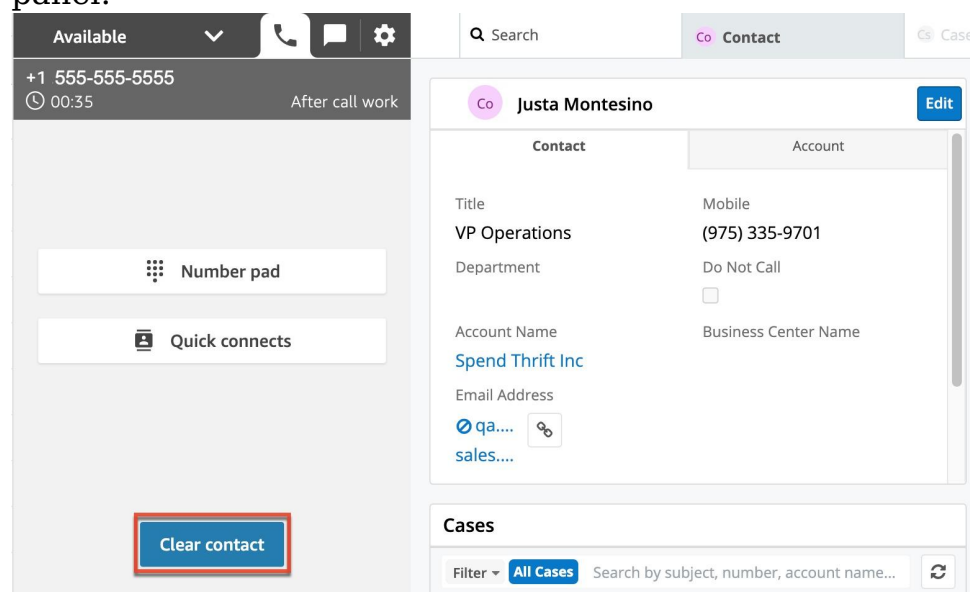 panel.
Available
+1 555-555-5555
00:35 After call work
Number pad
Quick connects
Clear contact
Search
Co Contact
Cs Case
Co Justa Montesino
Edit
Contact Account
Title Mobile
VP Operations (975) 335-9701
Department Do Not Call
Account Name Business Center Name
Spend Thrift Inc
Email Address
qa....
sales....
Cases
Filter All Cases Search by subject, number, account name...